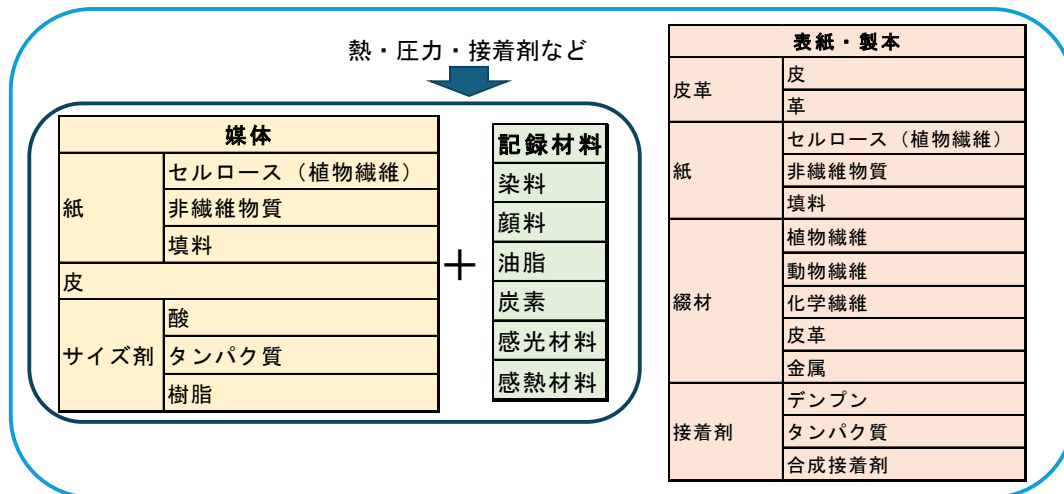 熱・圧力・接着剤など
媒体
紙
セルロース（植物繊維）
非繊維物質
填料
皮
サイズ剤
酸
タンパク質
樹脂
＋
記録材料
染料
顔料
油脂
炭素
感光材料
感熱材料
表紙・製本
皮革
皮
革
紙
セルロース（植物繊維）
非繊維物質
填料
綴材
植物繊維
動物繊維
化学繊維
皮革
金属
接着剤
デンプン
タンパク質
合成接着剤